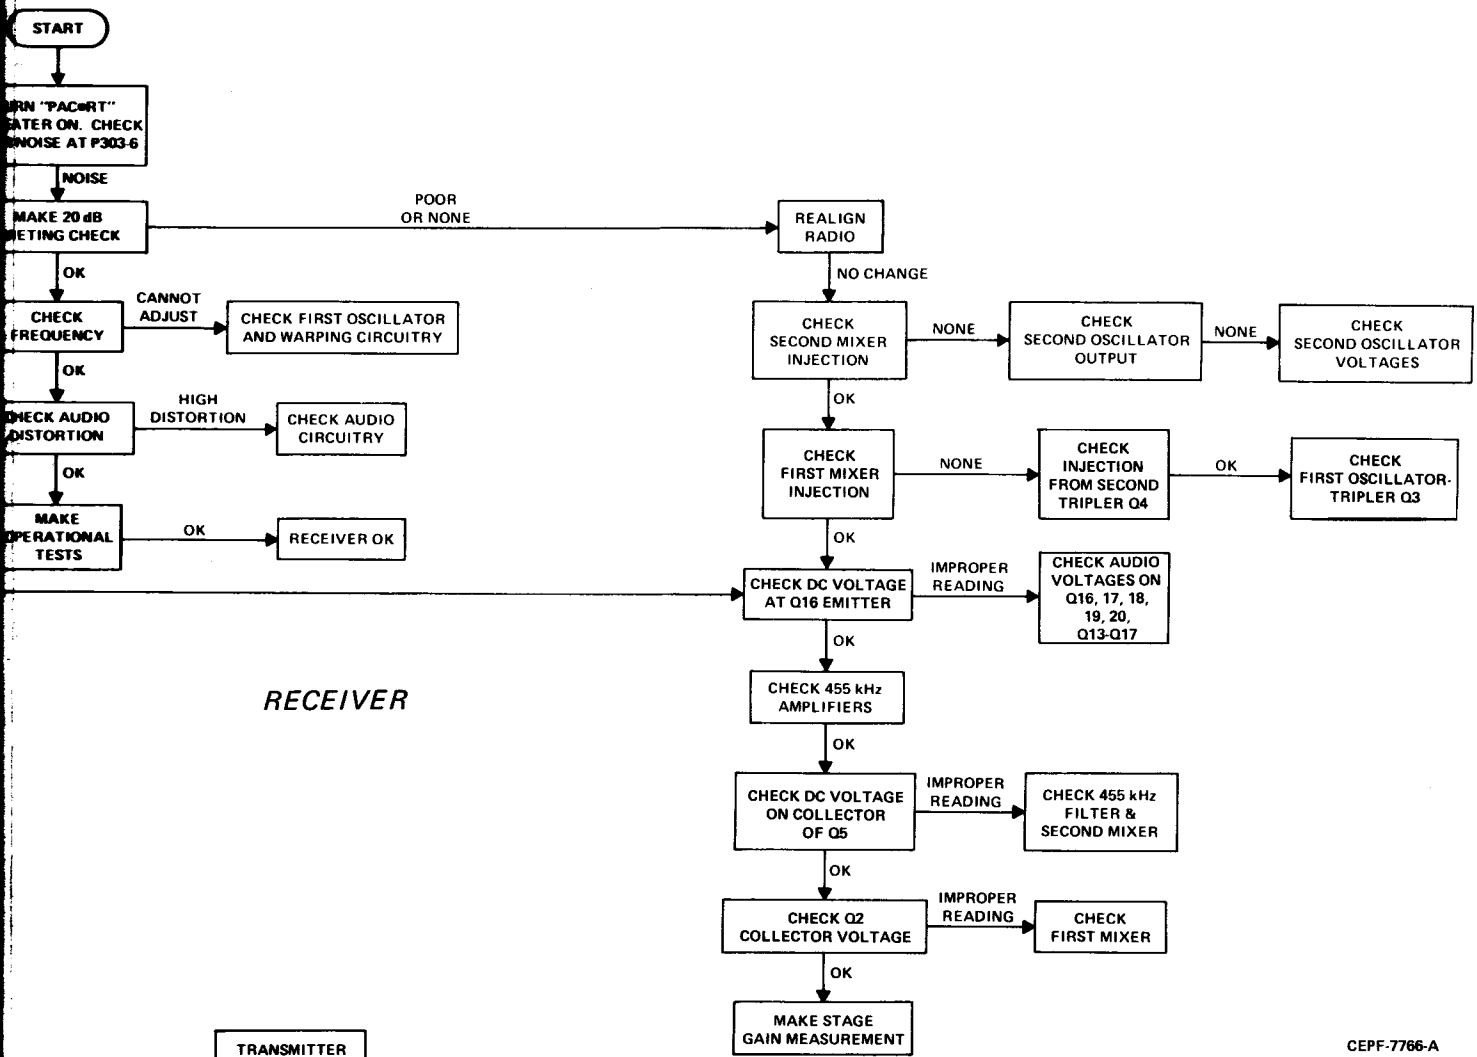 START
"PAC•RT"
ON. CHECK
NOISE AT P303-6
NOISE
MAKE 20 dB
CHECK
POOR
OR NONE
REALIGN
RADIO
OK
NO CHANGE
CHECK
FREQUENCY
CANNOT
ADJUST
CHECK FIRST OSCILLATOR
AND WARPING CIRCUITRY
CHECK
SECOND MIXER
INJECTION
NONE
CHECK
SECOND OSCILLATOR
OUTPUT
NONE
CHECK
SECOND OSCILLATOR
VOLTAGES
OK
OK
CHECK AUDIO
DISTORTION
HIGH
DISTORTION
CHECK AUDIO
CIRCUITRY
CHECK
FIRST MIXER
INJECTION
NONE
CHECK
INJECTION
FROM SECOND
TRIPLER Q4
OK
CHECK
FIRST OSCILLATOR-
TRIPLER Q3
OK
MAKE
OPERATIONAL
TESTS
OK
RECEIVER OK
OK
CHECK DC VOLTAGE
AT Q16 EMITTER
IMPROPER
READING
CHECK AUDIO
VOLTAGES ON
Q16, 17, 18,
19, 20,
Q13-Q17
OK
RECEIVER
CHECK 455 kHz
AMPLIFIERS
OK
CHECK DC VOLTAGE
ON COLLECTOR
OF Q5
IMPROPER
READING
CHECK 455 kHz
FILTER &
SECOND MIXER
OK
CHECK Q2
COLLECTOR VOLTAGE
IMPROPER
READING
CHECK
FIRST MIXER
OK
MAKE STAGE
GAIN MEASUREMENT
TRANSMITTER
CEPF-7766-A